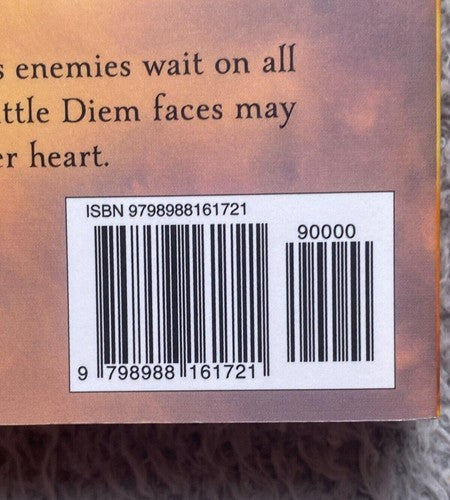 s enemies wait on all
ttle Diem faces may
er heart.
ISBN 9798988161721
90000
9 798988 161721